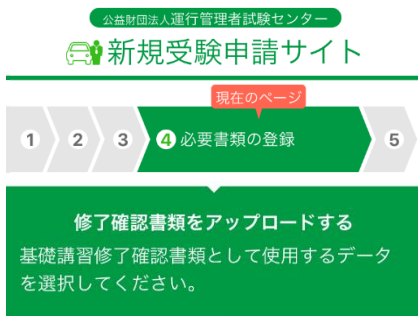 公益財団法人運行管理者試験センター
新規受験申請サイト
現在のページ
1 2 3 4 必要書類の登録 5
修了確認書類をアップロードする
基礎講習修了確認書類として使用するデータ
を選択してください。